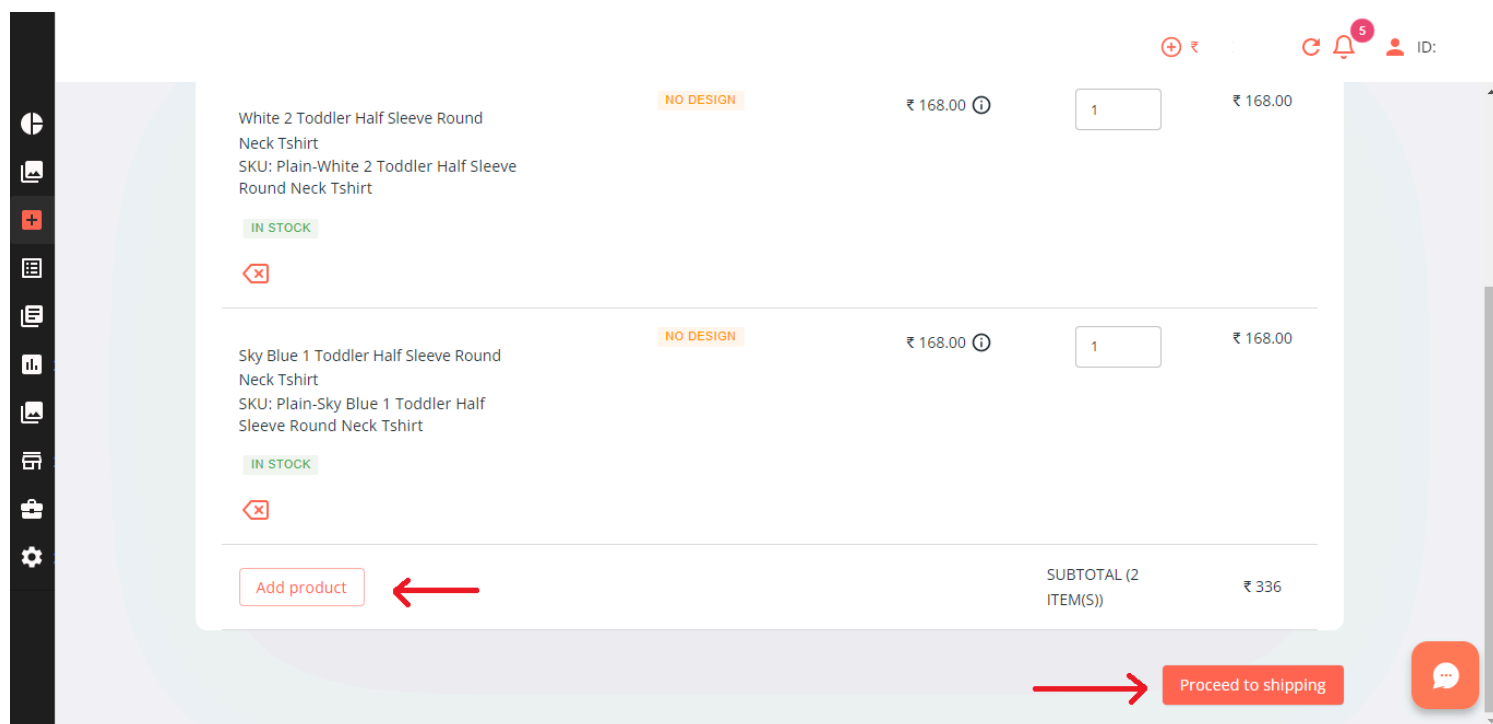 ₹
5
ID:
White 2 Toddler Half Sleeve Round
Neck Tshirt
SKU: Plain-White 2 Toddler Half Sleeve
Round Neck Tshirt
NO DESIGN
₹ 168.00
1
₹ 168.00
IN STOCK
Sky Blue 1 Toddler Half Sleeve Round
Neck Tshirt
SKU: Plain-Sky Blue 1 Toddler Half
Sleeve Round Neck Tshirt
NO DESIGN
₹ 168.00
1
₹ 168.00
IN STOCK
Add product
SUBTOTAL (2
ITEM(S))
₹ 336
Proceed to shipping